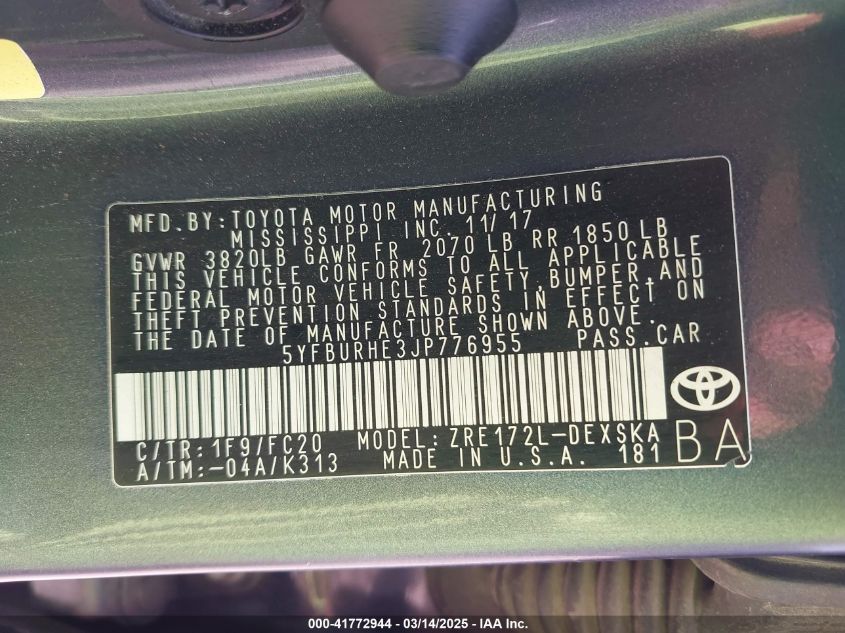 MFD.BY: TOYOTA MOTOR MANUFACTURING
MISSISSIPPI INC. 11/17
GVWR 3820LB GAWR FR 2070 LB RR 1850 LB
THIS VEHICLE CONFORMS TO ALL APPLICABLE
FEDERAL MOTOR VEHICLE SAFETY, BUMPER, AND
THEFT PREVENTION STANDARDS IN EFFECT ON
THE DATE OF MANUFACTURE SHOWN ABOVE.
5YFBURHE3JP776955 PASS.CAR
C/TR: 1F9/FC20 MODEL: ZRE172L-DEXSKA
A/TM: -04A/K313 MADE IN U.S.A. 181
BA
000-41772944 - 03/14/2025 - IAA Inc.